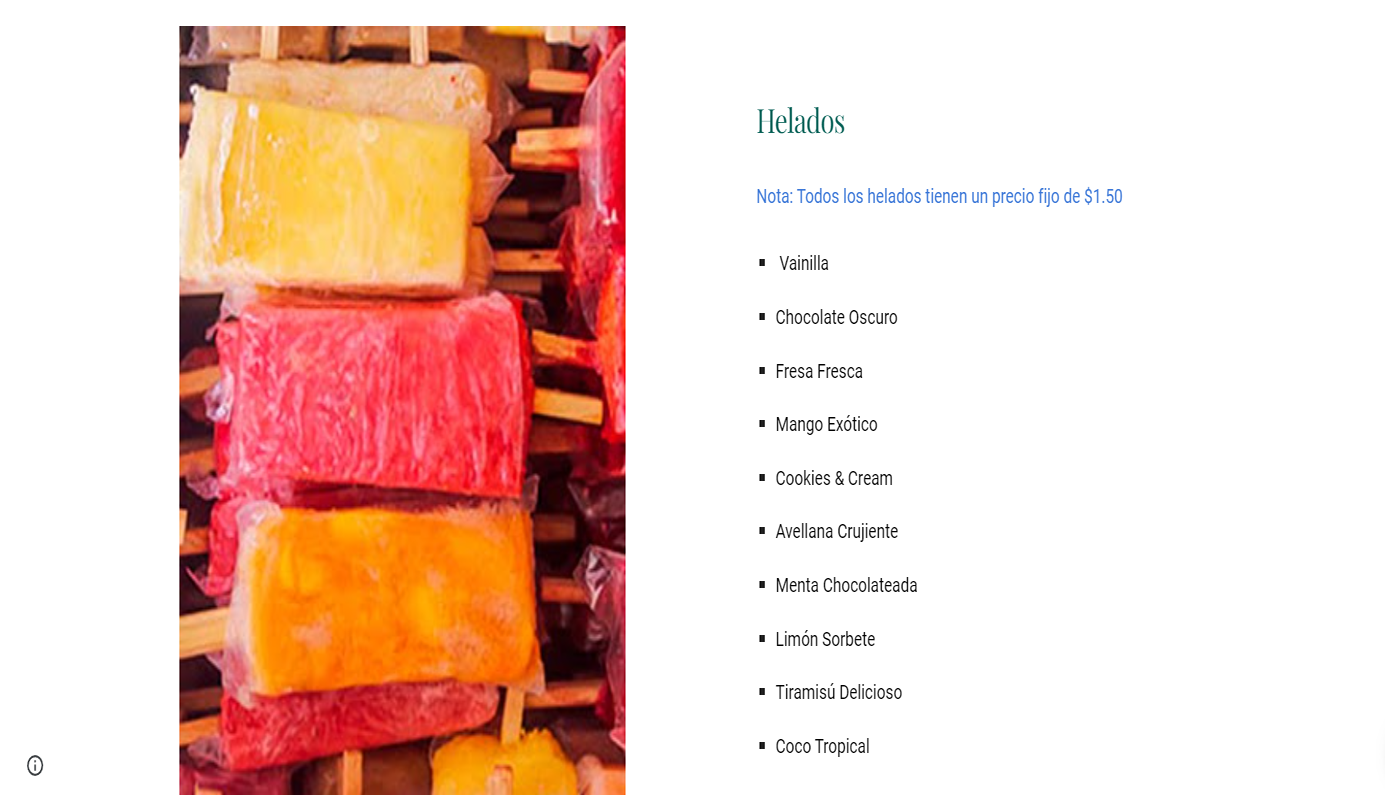 Helados
Nota: Todos los helados tienen un precio fijo de $1.50
Vainilla
Chocolate Oscuro
Fresa Fresca
Mango Exótico
Cookies & Cream
Avellana Crujiente
Menta Chocolateada
Limón Sorbete
Tiramisú Delicioso
Coco Tropical